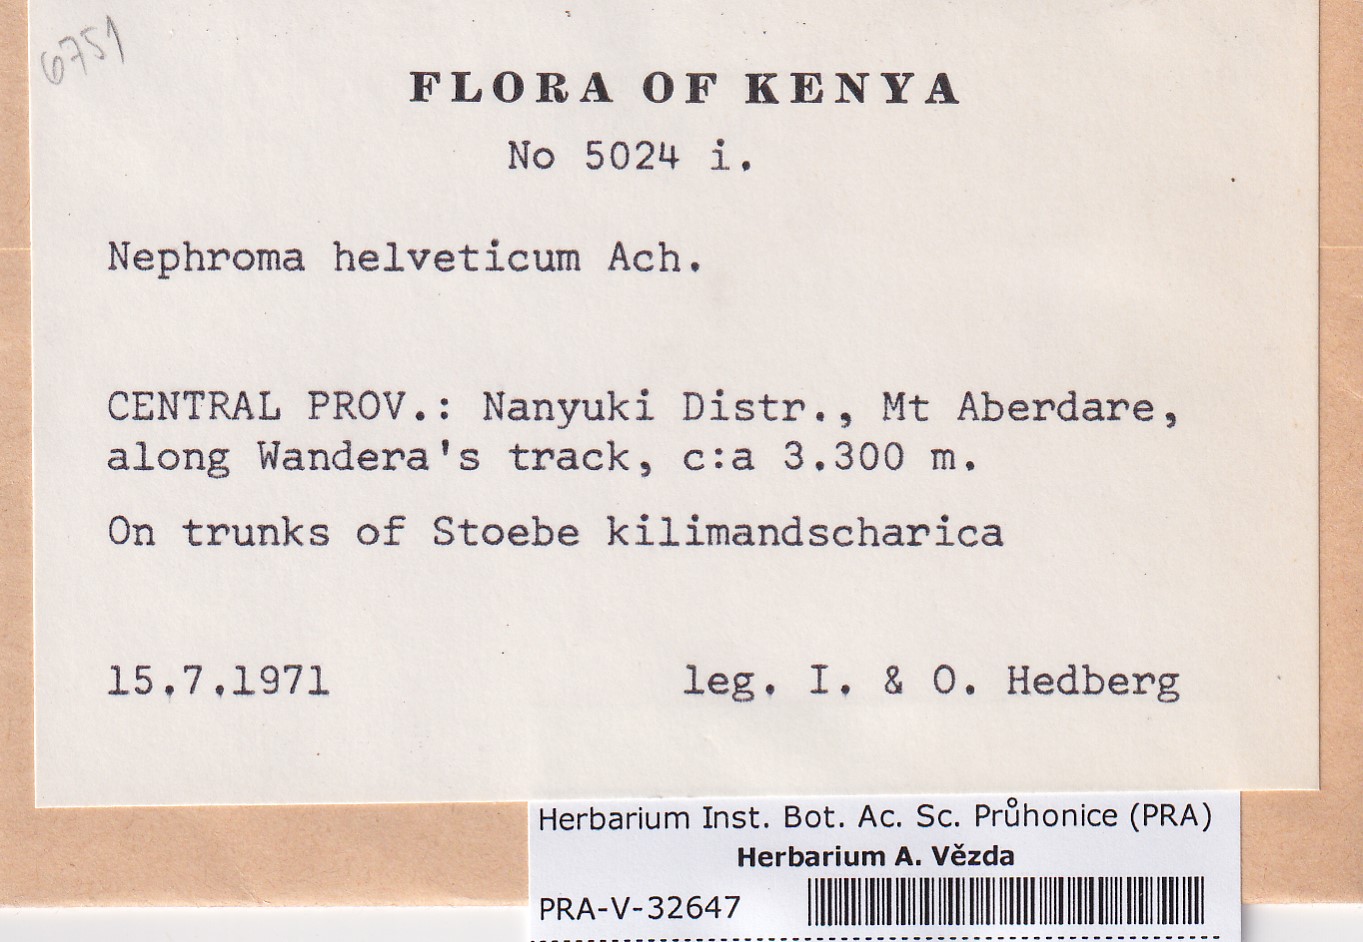 6751
FLORA OF KENYA
No 5024 i.
Nephroma helveticum Ach.
CENTRAL PROV.: Nanyuki Distr., Mt Aberdare,
along Wandera's track, c:a 3.300 m.
On trunks of Stoebe kilimandscharica
15.7.1971 leg. I. & O. Hedberg
Herbarium Inst. Bot. Ac. Sc. Průhonice (PRA)
Herbarium A. Vězda
PRA-V-32647